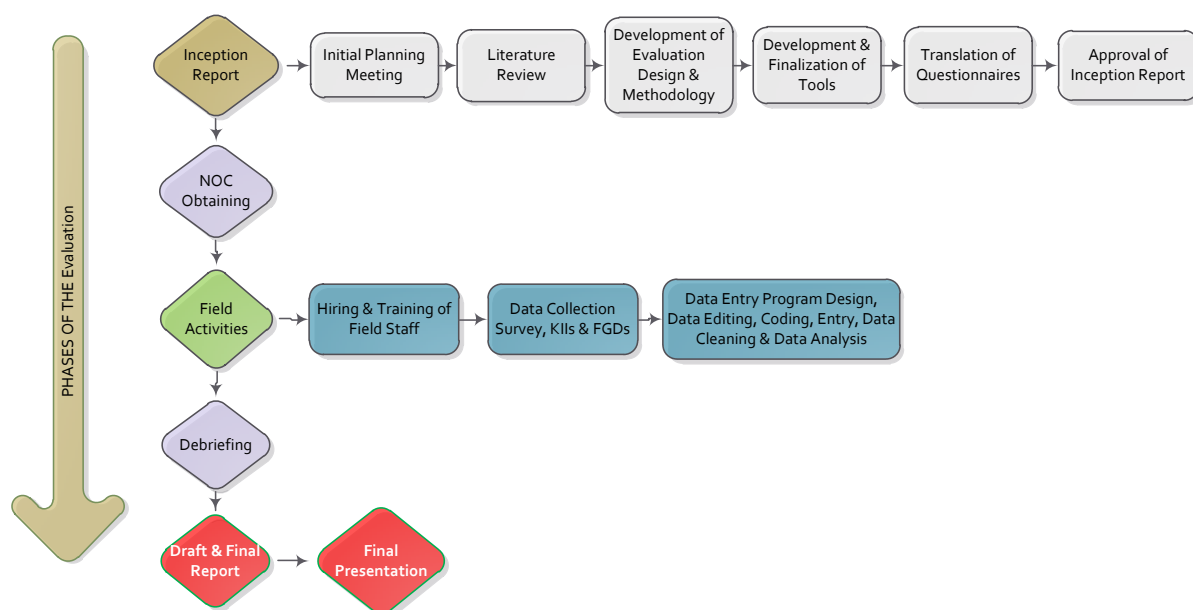 PHASES OF THE Evaluation
Inception
Report
Initial Planning
Meeting
Literature
Review
Development of
Evaluation
Design &
Methodology
Development &
Finalization of
Tools
Translation of
Questionnaires
Approval of
Inception Report
NOC
Obtaining
Field
Activities
Hiring & Training of
Field Staff
Data Collection
Survey, KIIs & FGDs
Data Entry Program Design,
Data Editing, Coding, Entry, Data
Cleaning & Data Analysis
Debriefing
Draft & Final
Report
Final
Presentation